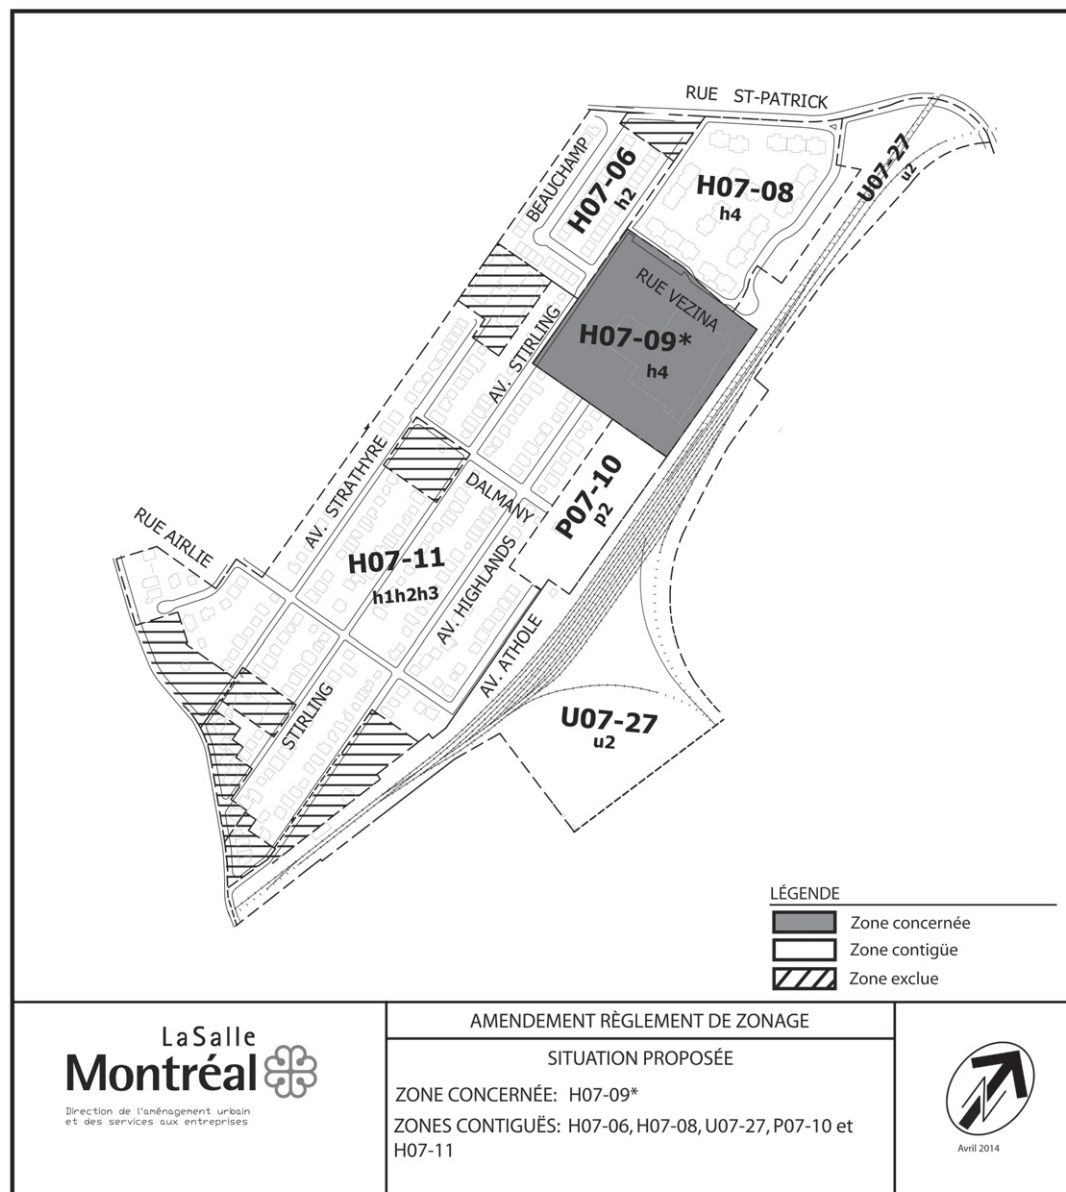 RUE ST-PATRICK
BEAUCHAMP
H07-06
h2
H07-08
h4
U07-27
u2
RUE VEZINA
H07-09*
h4
AV. STIRLING
AV. STRATHYRE
DALMANY
P07-10
p2
RUE AIRLIE
H07-11
h1h2h3
AV. HIGHLANDS
AV. ATHOLE
STIRLING
U07-27
u2
LÉGENDE
Zone concernée
Zone contigüe
Zone exclue
LaSalle
Montréal
Direction de l'aménagement urbain
et des services aux entreprises
AMENDEMENT RÈGLEMENT DE ZONAGE
SITUATION PROPOSÉE
ZONE CONCERNÉE: H07-09*
ZONES CONTIGUËS: H07-06, H07-08, U07-27, P07-10 et
H07-11
Avril 2014